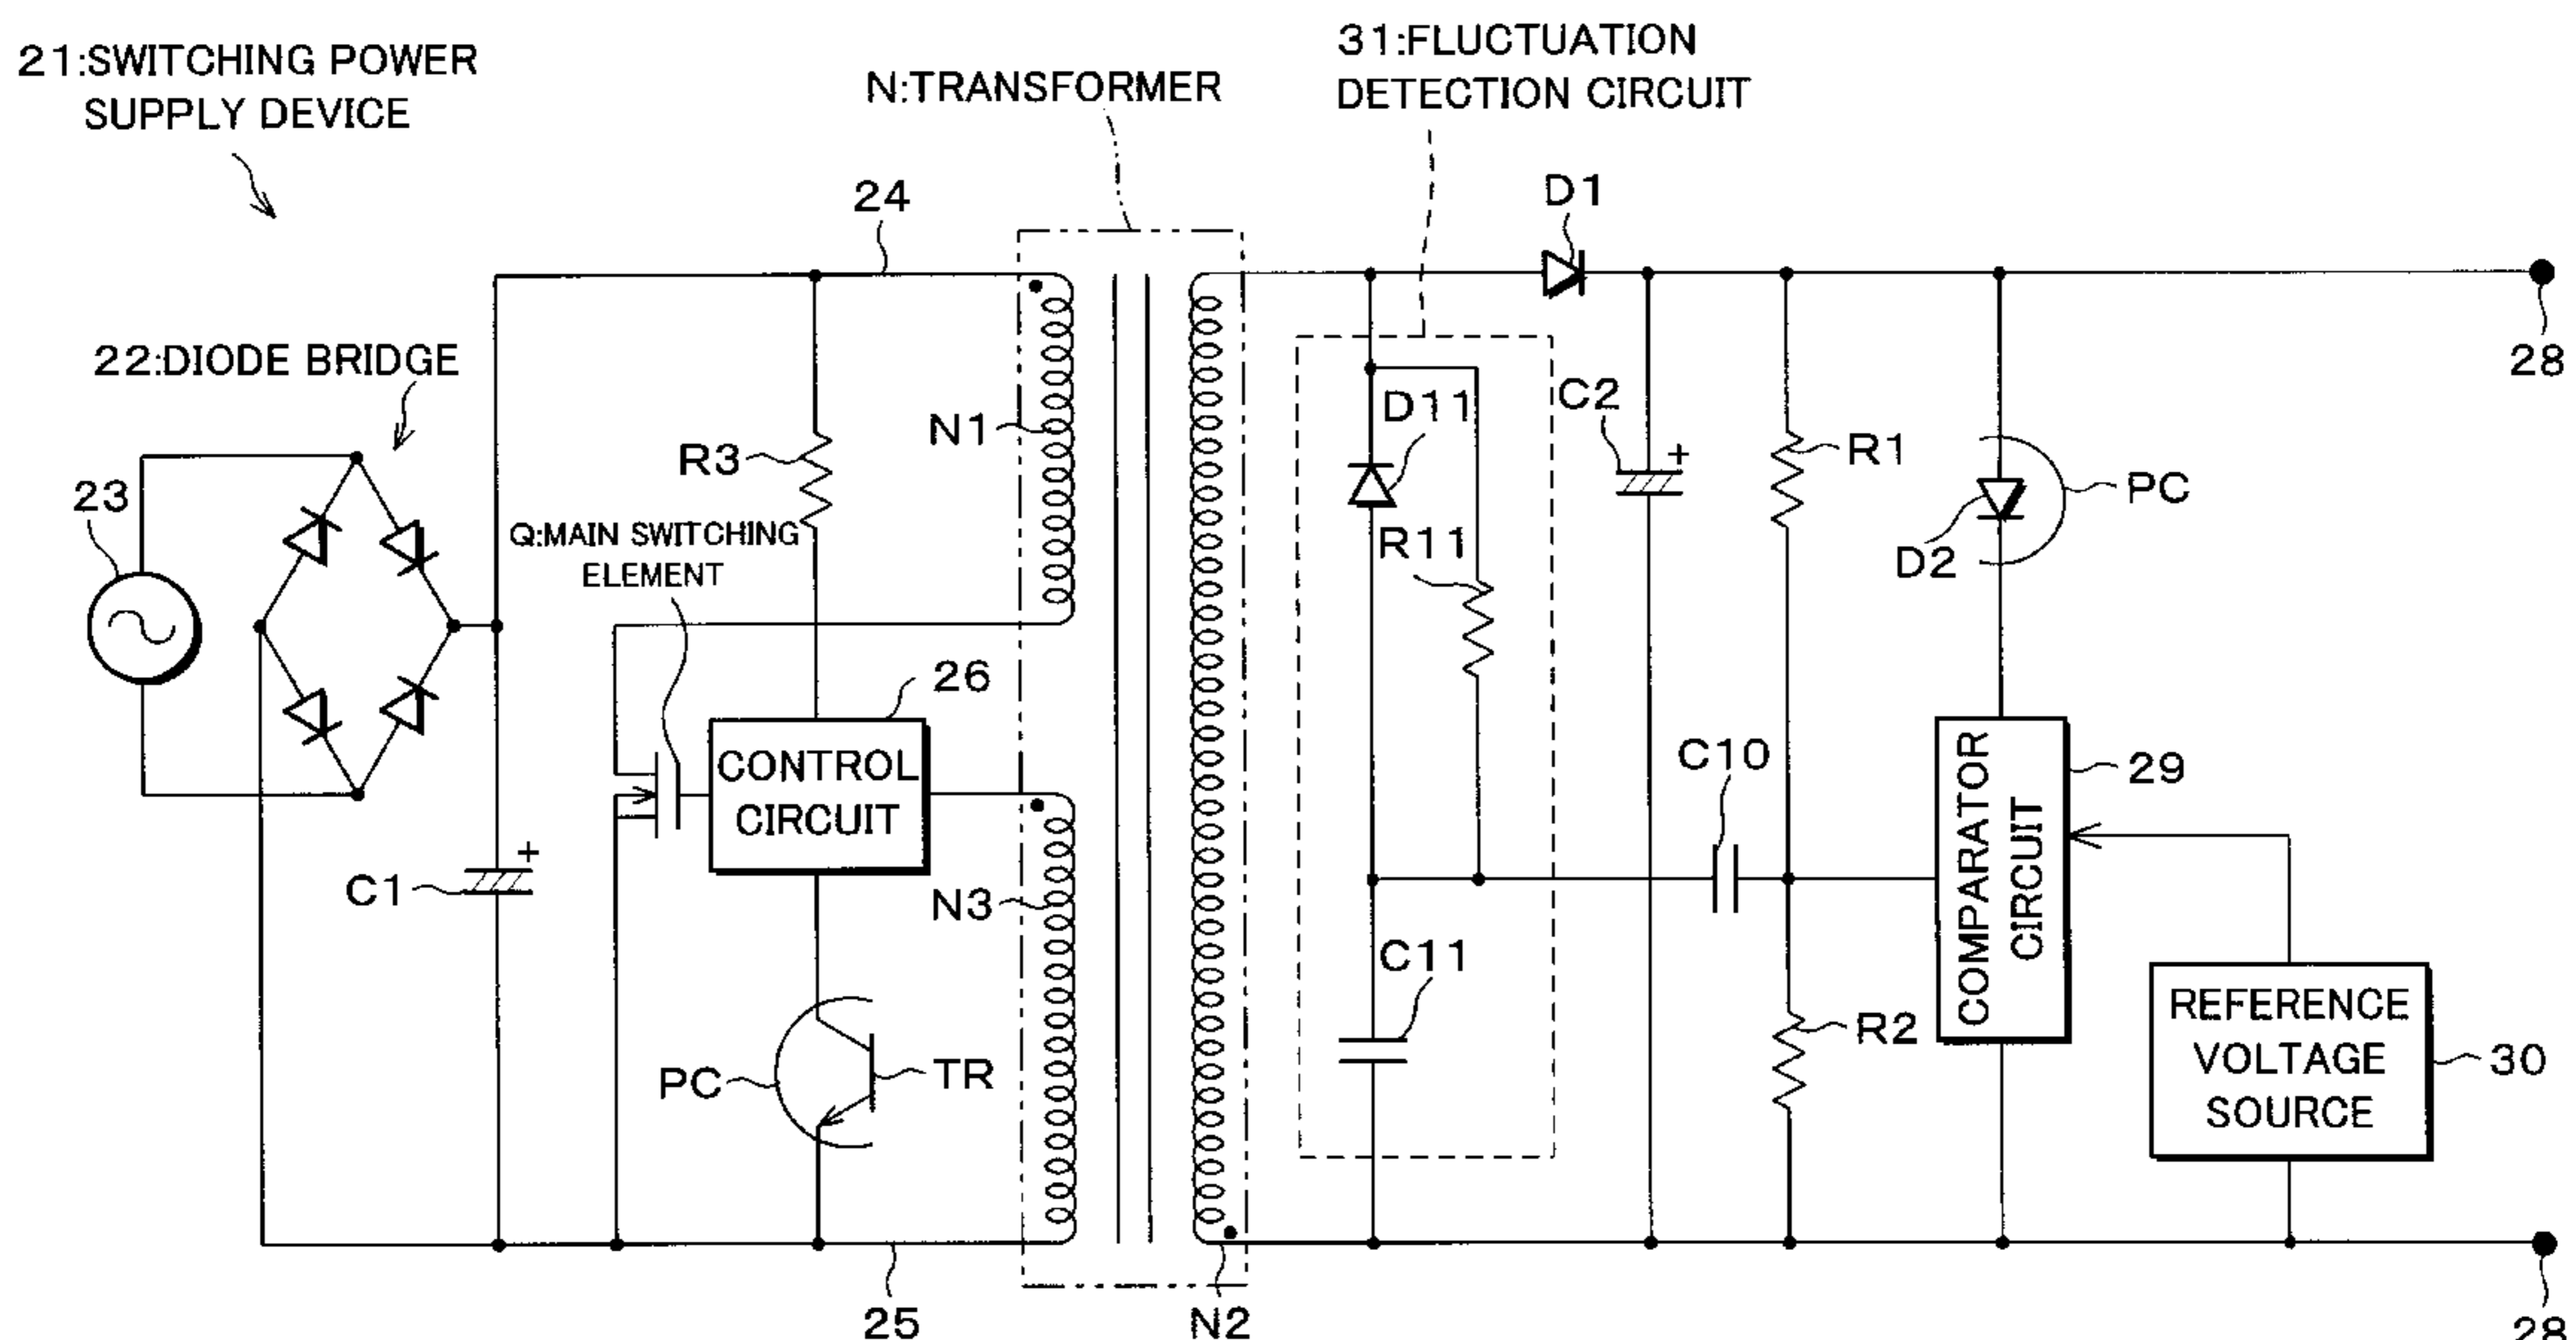 21:SWITCHING POWER
SUPPLY DEVICE
N:TRANSFORMER
31:FLUCTUATION
DETECTION CIRCUIT
24
D1
28
22:DIODE BRIDGE
23
R3
N1
Q:MAIN SWITCHING
ELEMENT
D11
R11
C2
+
R1
PC
D2
26
CONTROL
CIRCUIT
C1
+
N3
C10
C11
COMPARATOR
CIRCUIT
29
PC
TR
R2
REFERENCE
VOLTAGE
SOURCE
30
25
N2
28